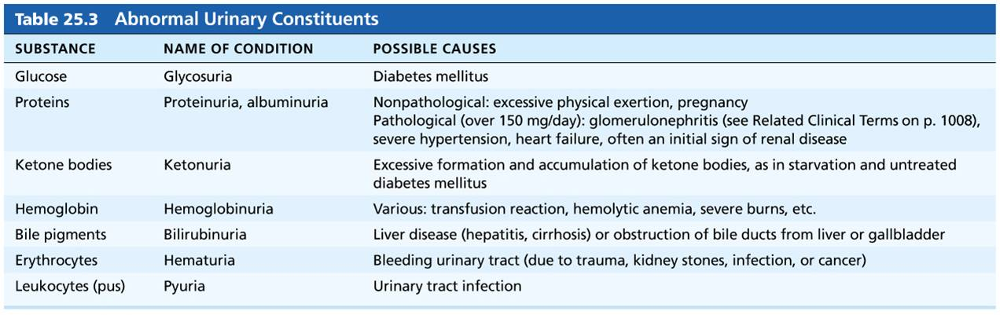 Table 25.3 Abnormal Urinary Constituents
SUBSTANCE NAME OF CONDITION POSSIBLE CAUSES
Glucose Glycosuria Diabetes mellitus
Proteins Proteinuria, albuminuria Nonpathological: excessive physical exertion, pregnancy
Pathological (over 150 mg/day): glomerulonephritis (see Related Clinical Terms on p. 1008),
severe hypertension, heart failure, often an initial sign of renal disease
Ketone bodies Ketonuria Excessive formation and accumulation of ketone bodies, as in starvation and untreated
diabetes mellitus
Hemoglobin Hemoglobinuria Various: transfusion reaction, hemolytic anemia, severe burns, etc.
Bile pigments Bilirubinuria Liver disease (hepatitis, cirrhosis) or obstruction of bile ducts from liver or gallbladder
Erythrocytes Hematuria Bleeding urinary tract (due to trauma, kidney stones, infection, or cancer)
Leukocytes (pus) Pyuria Urinary tract infection